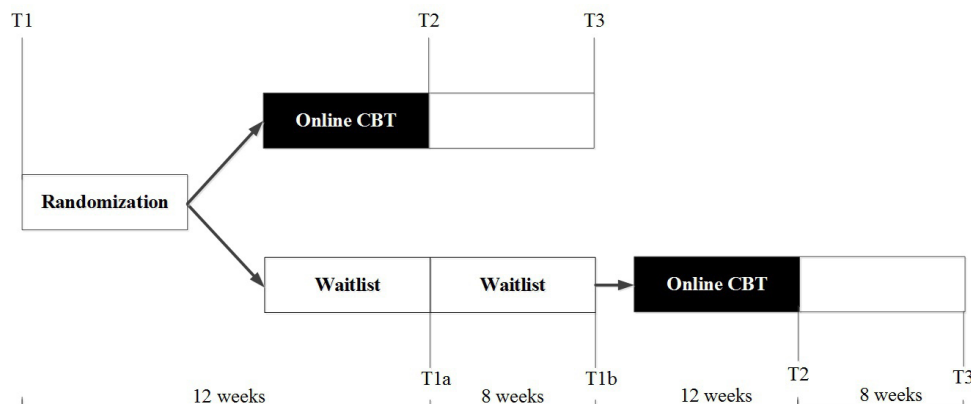 T1
T2
T3
Online CBT
Randomization
Waitlist
Waitlist
Online CBT
T1a
T1b
T2
T3
12 weeks
8 weeks
12 weeks
8 weeks